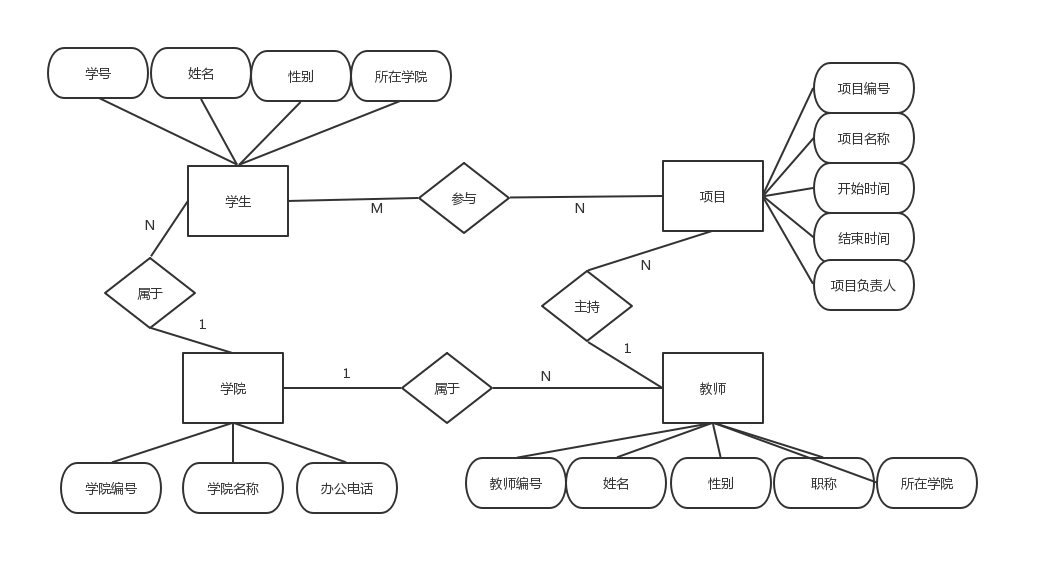 学号
姓名
性别
所在学院
项目编号
项目名称
开始时间
结束时间
项目负责人
学生
M
参与
N
项目
N
属于
1
N
主持
1
学院
1
属于
N
教师
学院编号
学院名称
办公电话
教师编号
姓名
性别
职称
所在学院